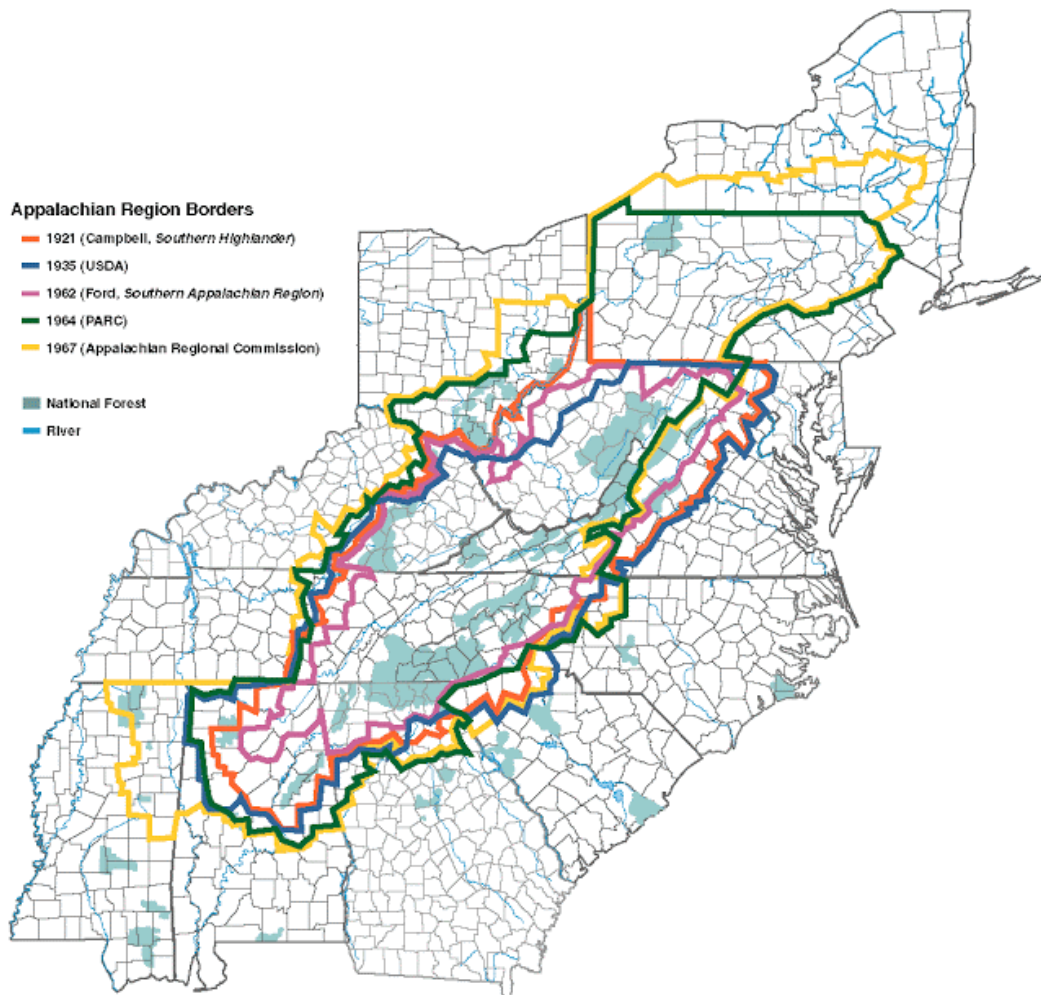 Appalachian Region Borders
1921 (Campbell, Southern Highlander)
1935 (USDA)
1962 (Ford, Southern Appalachian Region)
1964 (PARC)
1967 (Appalachian Regional Commission)
National Forest
River